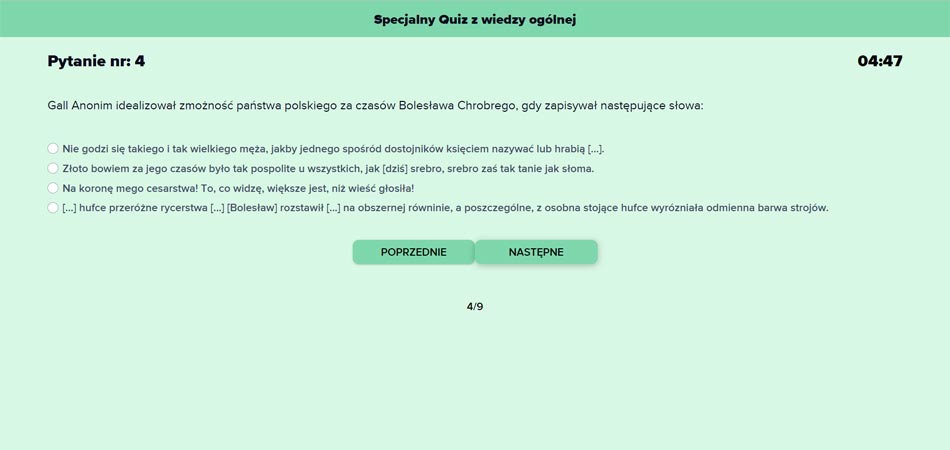 Specjalny Quiz z wiedzy ogólnej
Pytanie nr: 4
04:47
Gall Anonim idealizował zmożność państwa polskiego za czasów Bolesława Chrobrego, gdy zapisywał następujące słowa:
Nie godzi się takiego i tak wielkiego męża, jakby jednego spośród dostojników księciem nazywać lub hrabią [...].
Złoto bowiem za jego czasów było tak pospolite u wszystkich, jak [dziś] srebro, srebro zaś tak tanie jak słoma.
Na koronę mego cesarstwa! To, co widzę, większe jest, niż wieść głosiła!
[...] hufce przeróżne rycerstwa [...] [Bolesław] rozstawił [...] na obszernej równinie, a poszczególne, z osobna stojące hufce wyrózniała odmienna barwa strojów.
POPRZEDNIE
NASTĘPNE
4/9